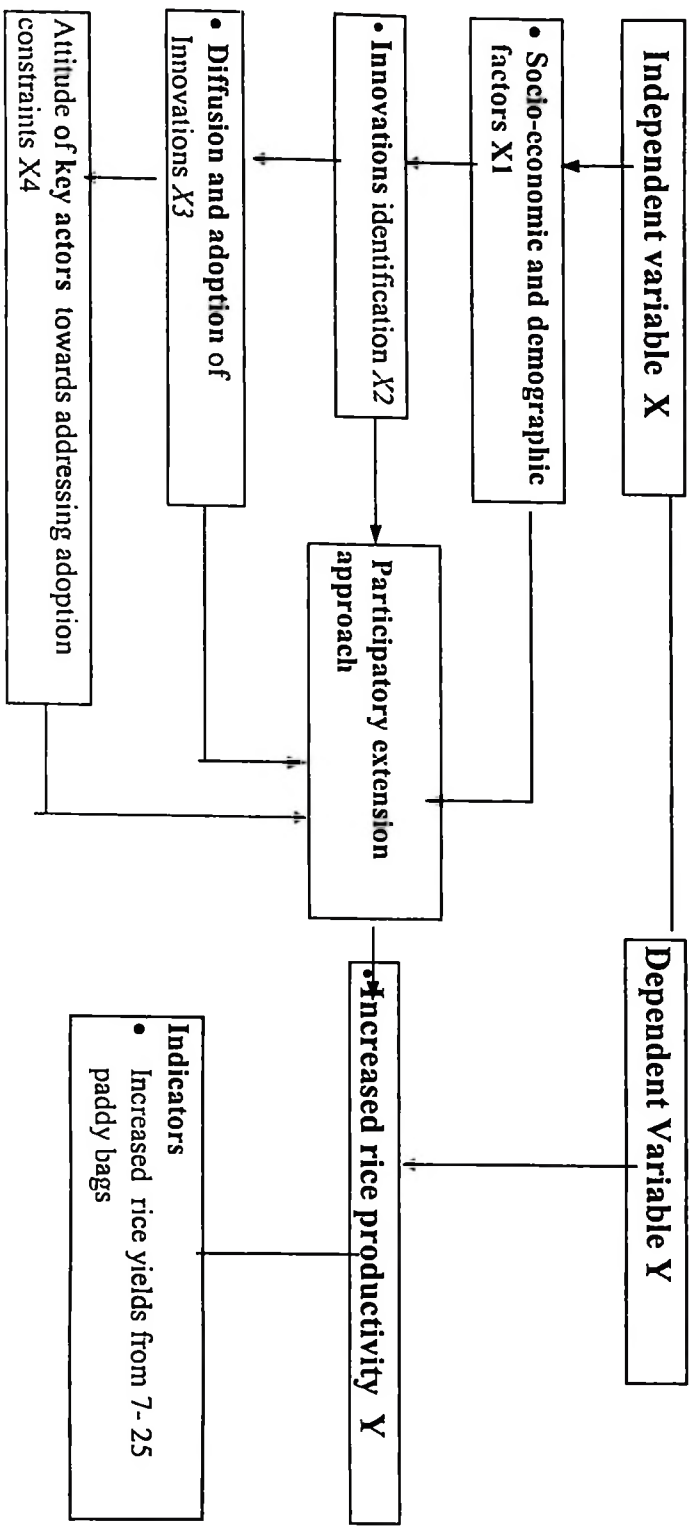 Independent variable X
Dependent Variable Y
• Socio-economic and demographic
factors X1
• Innovations identification X2
• Diffusion and adoption of
Innovations X3
Attitude of key actors towards addressing adoption
constraints X4
Participatory extension
approach
•Increased rice productivity Y
Indicators
• Increased rice yields from 7- 25
paddy bags